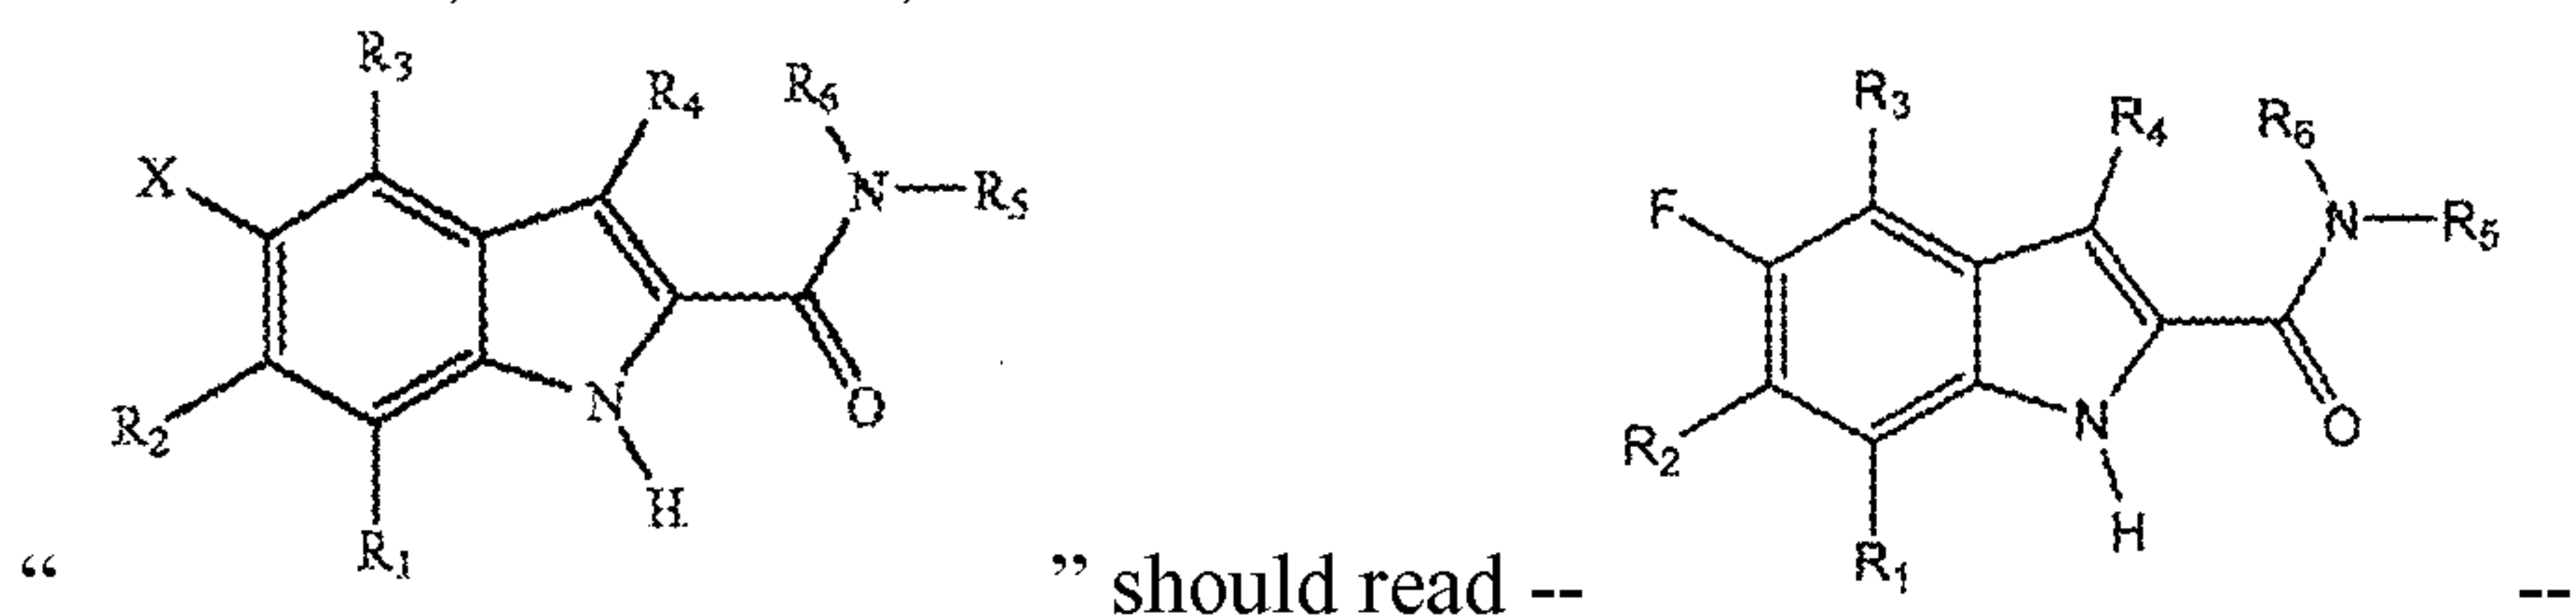 R3
R4
R6
X
N
R5
R2
N
O
H
R1
R3
R4
R6
F
N
R5
R2
N
O
H
R1
“ ” should read -- --